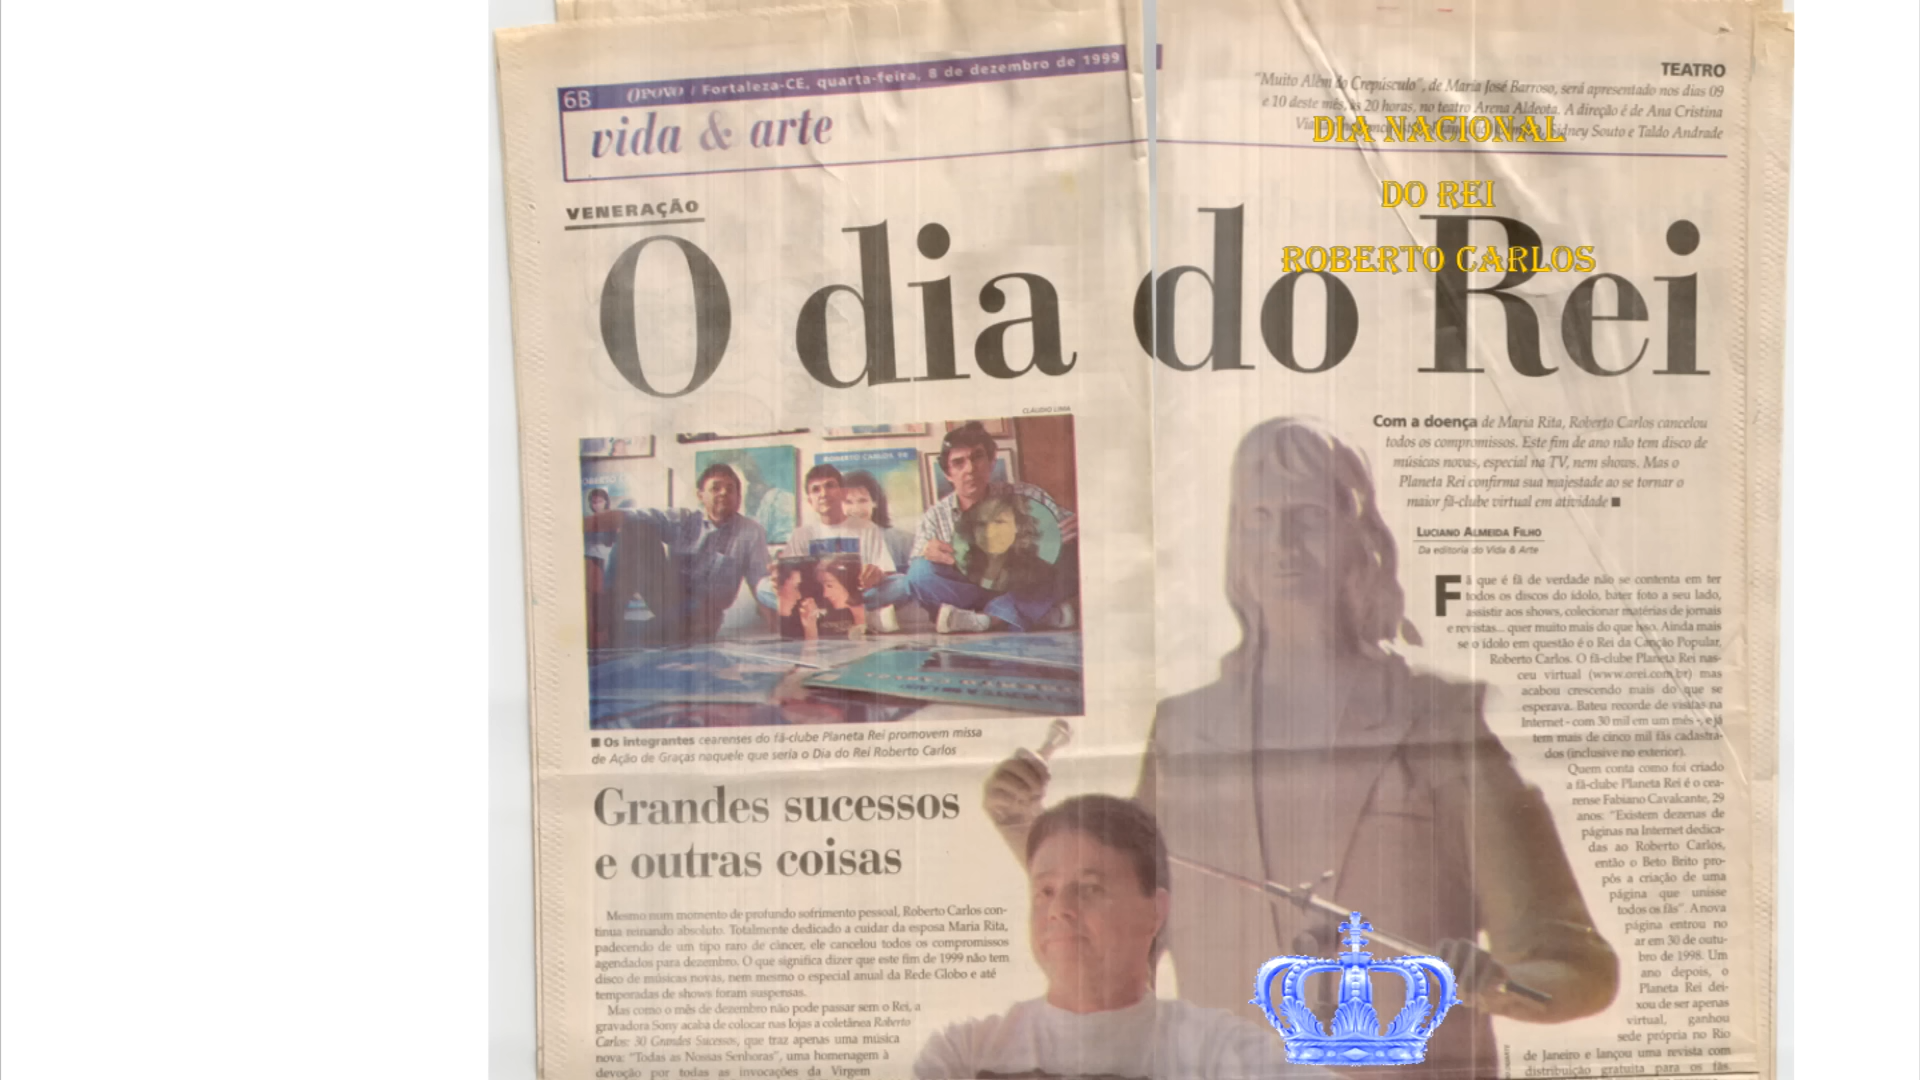 6B O POVO / Fortaleza-CE, quarta-feira, 8 de dezembro de 1999
vida & arte
TEATRO
"Muito Além do Crepúsculo", de Maria José Barroso, será apresentado nos dias 09
e 10 deste mês, às 20 horas, no teatro Arena Aldeota. A direção é de Ana Cristina
Sidney Souto e Taldo Andrade
DIA NACIONAL
DO REI
ROBERTO CARLOS
VENERAÇÃO
O dia do Rei
CLÁUDIO LIMA
ROBERTO CARLOS, 99
■ Os integrantes cearenses do fã-clube Planeta Rei promovem missa
de Ação de Graças naquele que seria o Dia do Rei Roberto Carlos
Grandes sucessos
e outras coisas
Mesmo num momento de profundo sofrimento pessoal, Roberto Carlos con-
tinua reinando absoluto. Totalmente dedicado a cuidar da esposa Maria Rita,
padecendo de um tipo raro de câncer, ele cancelou todos os compromissos
agendados para dezembro. O que significa dizer que este fim de 1999 não tem
disco de músicas novas, nem mesmo o especial anual da Rede Globo e até
temporadas de shows foram suspensas.
Mas como o mês de dezembro não pode passar sem o Rei, a
gravadora Sony acaba de colocar nas lojas a coletânea Roberto
Carlos: 30 Grandes Sucessos, que traz apenas uma música
nova: "Todas as Nossas Senhoras", uma homenagem à
devoção por todas as invocações da Virgem
Com a doença de Maria Rita, Roberto Carlos cancelou
todos os compromissos. Este fim de ano não tem disco de
músicas novas, especial na TV, nem shows. Mas o
Planeta Rei confirma sua majestade ao se tornar o
maior fã-clube virtual em atividade ■
LUCIANO ALMEIDA FILHO
Da editoria do Vida & Arte
Fã que é fã de verdade não se contenta em ter
todos os discos do ídolo, bater foto a seu lado,
assistir aos shows, colecionar matérias de jornais
e revistas... quer muito mais do que isso. Ainda mais
se o ídolo em questão é o Rei da Canção Popular,
Roberto Carlos. O fã-clube Planeta Rei nas-
ceu virtual (www.orei.com.br) mas
acabou crescendo mais do que se
esperava. Bateu recorde de visitas na
Internet - com 30 mil em um mês -, e já
tem mais de cinco mil fãs cadastra-
dos (inclusive no exterior).
Quem conta como foi criado
a fã-clube Planeta Rei é o cea-
rense Fabiano Cavalcante, 29
anos: "Existem dezenas de
páginas na Internet dedica-
das ao Roberto Carlos,
então o Beto Brito pro-
pôs a criação de uma
página que unisse
todos os fãs". A nova
página entrou no
ar em 30 de outu-
bro de 1998. Um
ano depois, o
Planeta Rei dei-
xou de ser apenas
virtual, ganhou
sede própria no Rio
de Janeiro e lançou uma revista com
distribuição gratuita para os fãs.